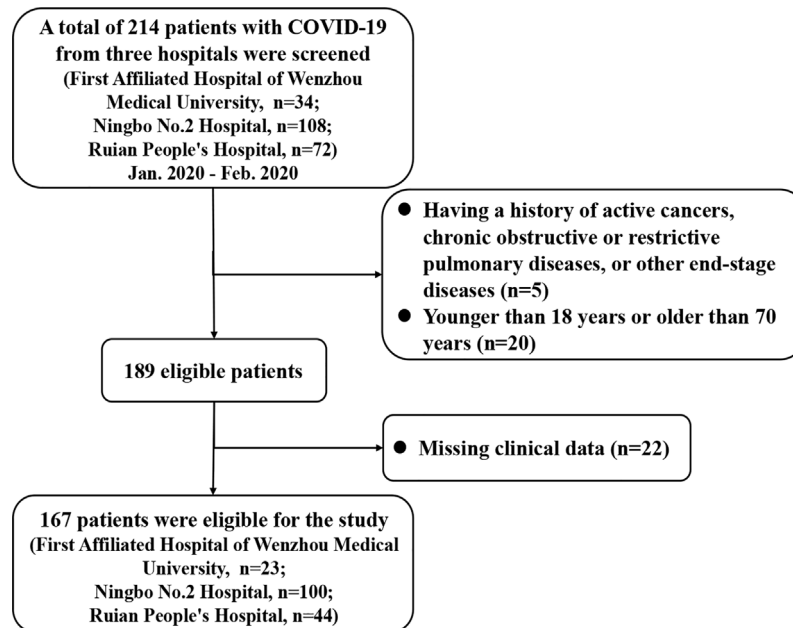 A total of 214 patients with COVID-19
from three hospitals were screened
(First Affiliated Hospital of Wenzhou
Medical University, n=34;
Ningbo No.2 Hospital, n=108;
Ruian People's Hospital, n=72)
Jan. 2020 - Feb. 2020
● Having a history of active cancers,
chronic obstructive or restrictive
pulmonary diseases, or other end-stage
diseases (n=5)
● Younger than 18 years or older than 70
years (n=20)
189 eligible patients
● Missing clinical data (n=22)
167 patients were eligible for the study
(First Affiliated Hospital of Wenzhou Medical
University, n=23;
Ningbo No.2 Hospital, n=100;
Ruian People's Hospital, n=44)